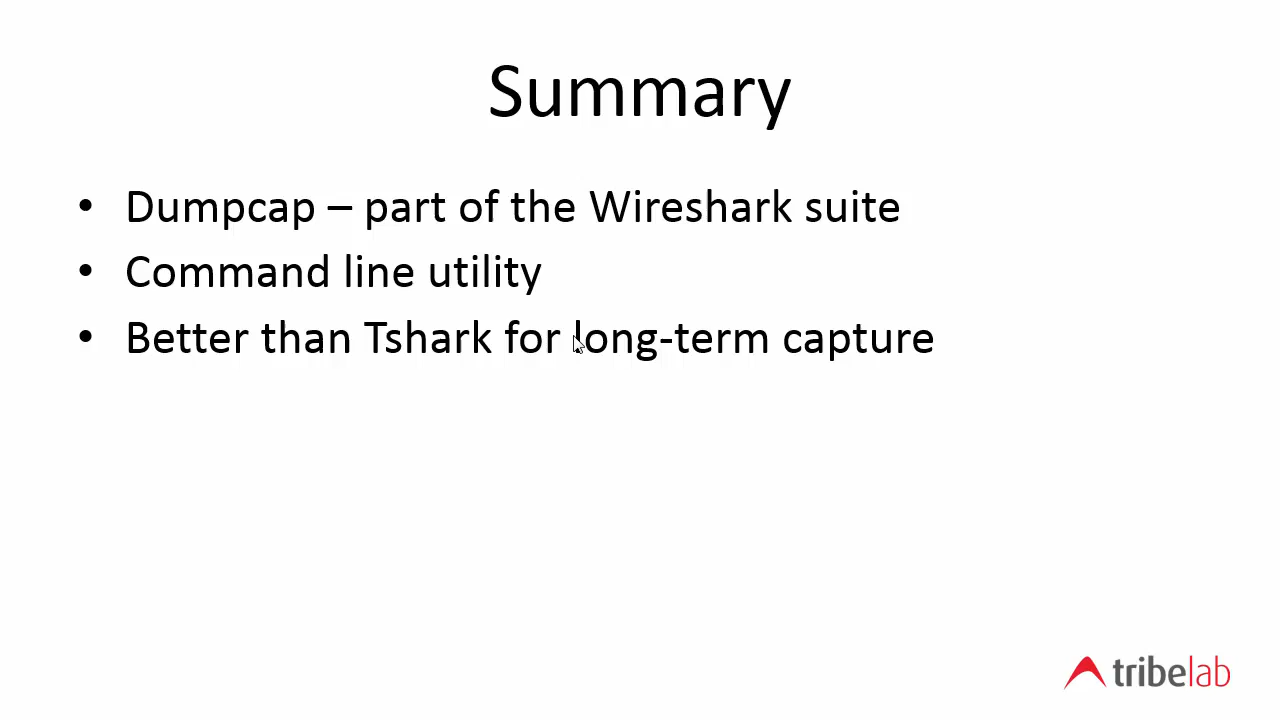 Summary
• Dumpcap – part of the Wireshark suite
• Command line utility
• Better than Tshark for long-term capture
tribelab